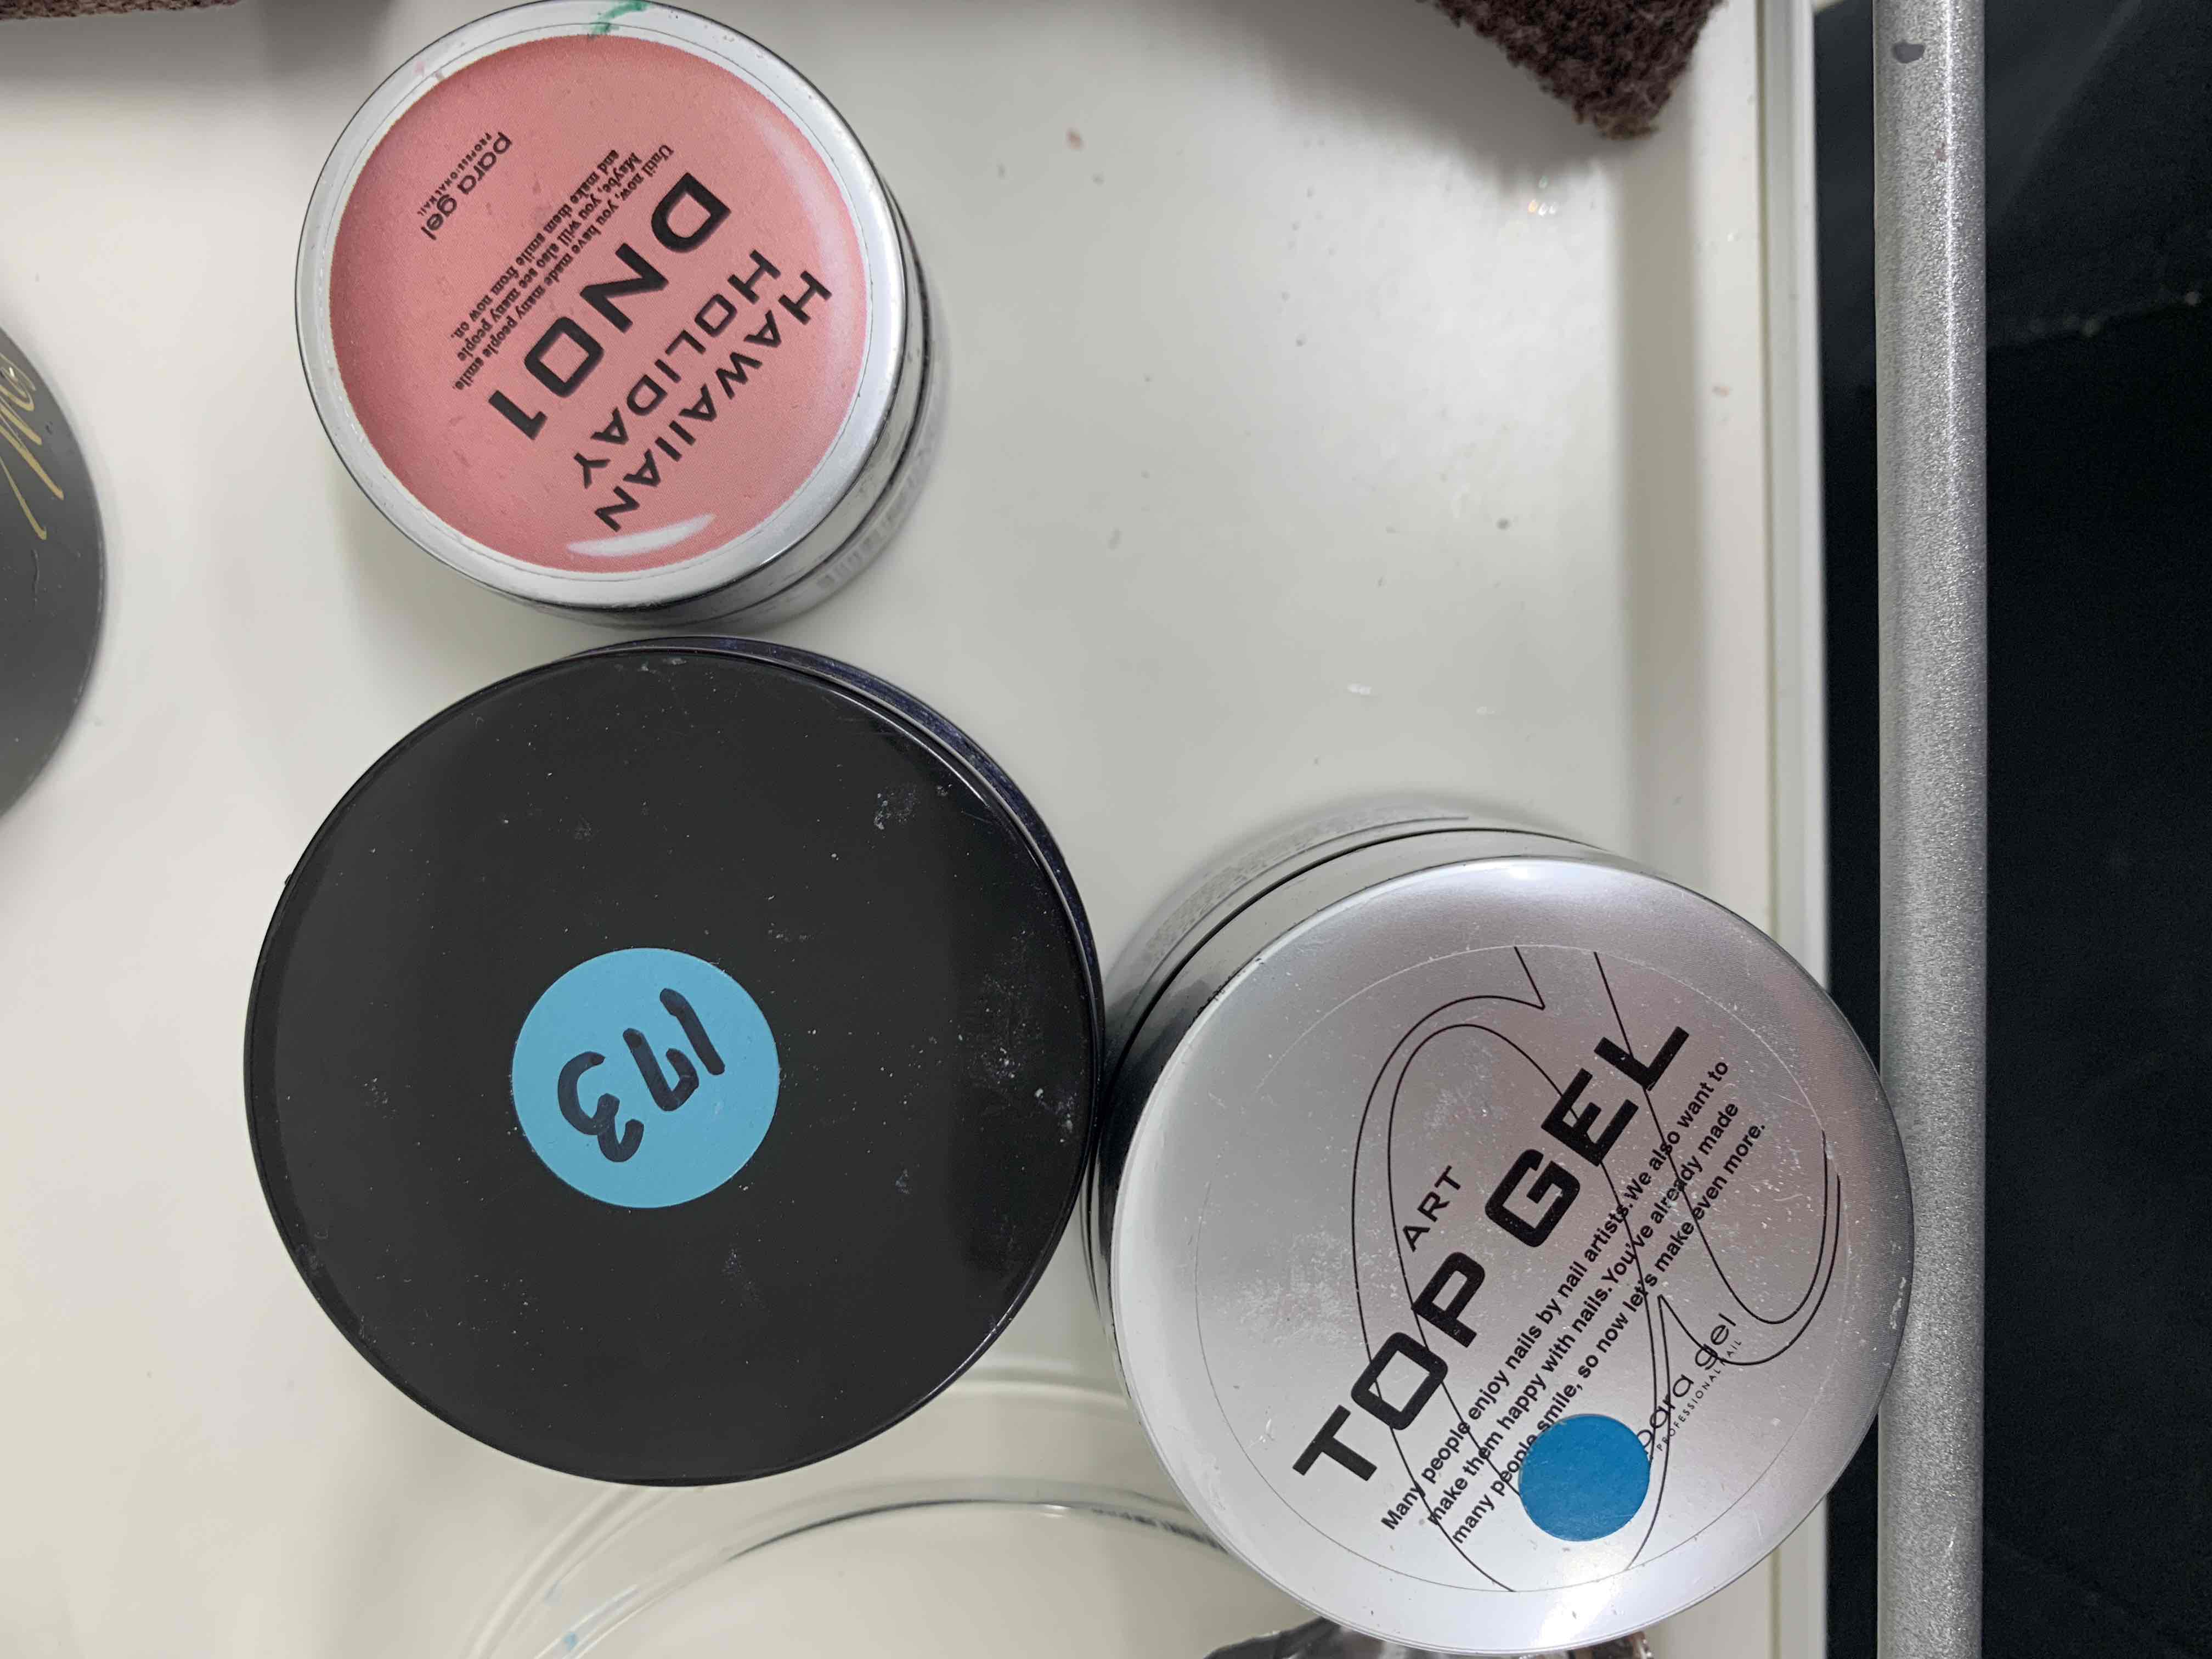 193
HAWAIIAN
HOLIDAY
DN01
Until now, you have made many people smile.
Maybe, you will also see many people
and make them smile from now on.
para gel
PROFESSIONAL NAIL
ART
TOP GEL
Many people enjoy nails by nail artists.We also want to
make them happy with nails.You've already made
many people smile, so now let's make even more.
para gel
PROFESSIONAL NAIL